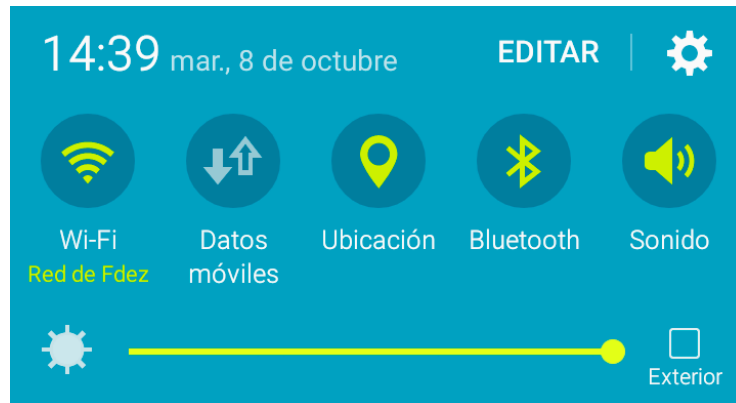 14:39 mar., 8 de octubre EDITAR
Wi-Fi Datos móviles Ubicación Bluetooth Sonido
Red de Fdez
Exterior